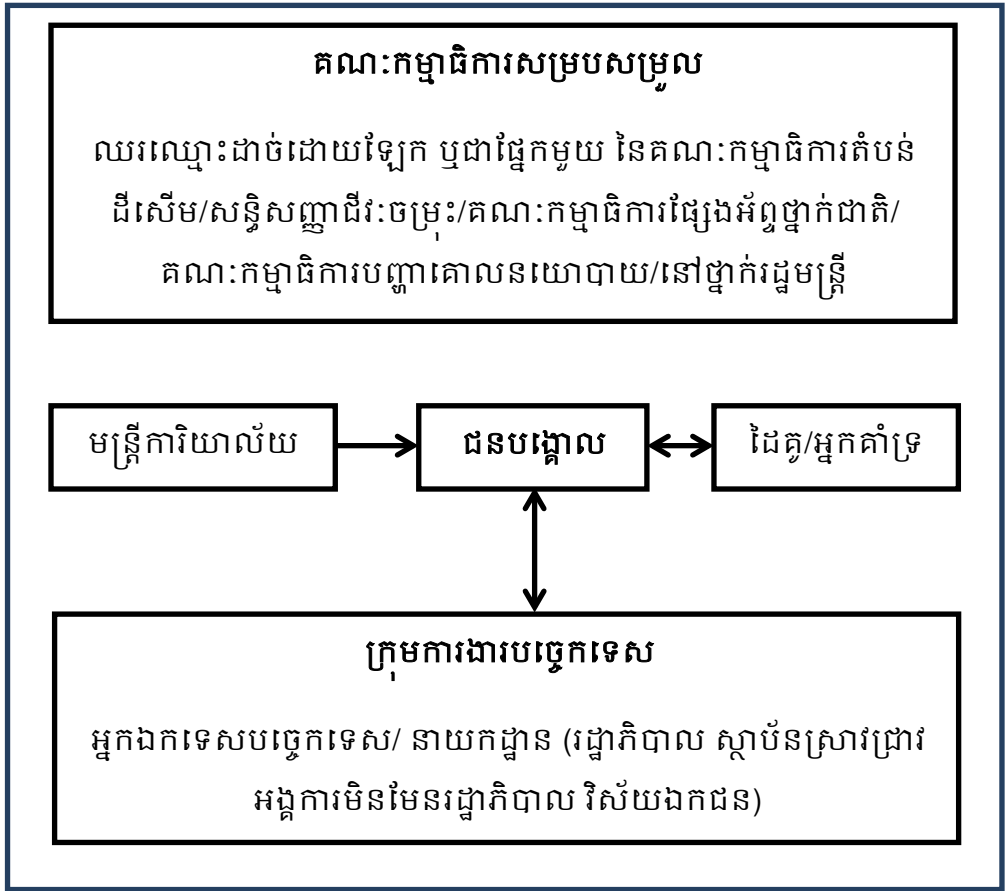 គណៈកម្មាធិការសម្របសម្រួល
ឈរឈ្មោះដាច់ដោយឡែក ឬជាផ្នែកមួយ នៃគណៈកម្មាធិការតំបន់
ដីសើម/សន្ធិសញ្ញាជីវៈចម្រុះ/គណៈកម្មាធិការផ្សែងអ័ព្ទថ្នាក់ជាតិ/
គណៈកម្មាធិការបញ្ហាគោលនយោបាយ/នៅថ្នាក់រដ្ឋមន្ត្រី
មន្ត្រីការិយាល័យ
ជនបង្គោល
ដៃគូ/អ្នកគាំទ្រ
ក្រុមការងារបច្ចេកទេស
អ្នកឯកទេសបច្ចេកទេស/ នាយកដ្ឋាន (រដ្ឋាភិបាល ស្ថាប័នស្រាវជ្រាវ
អង្គការមិនមែនរដ្ឋាភិបាល វិស័យឯកជន)